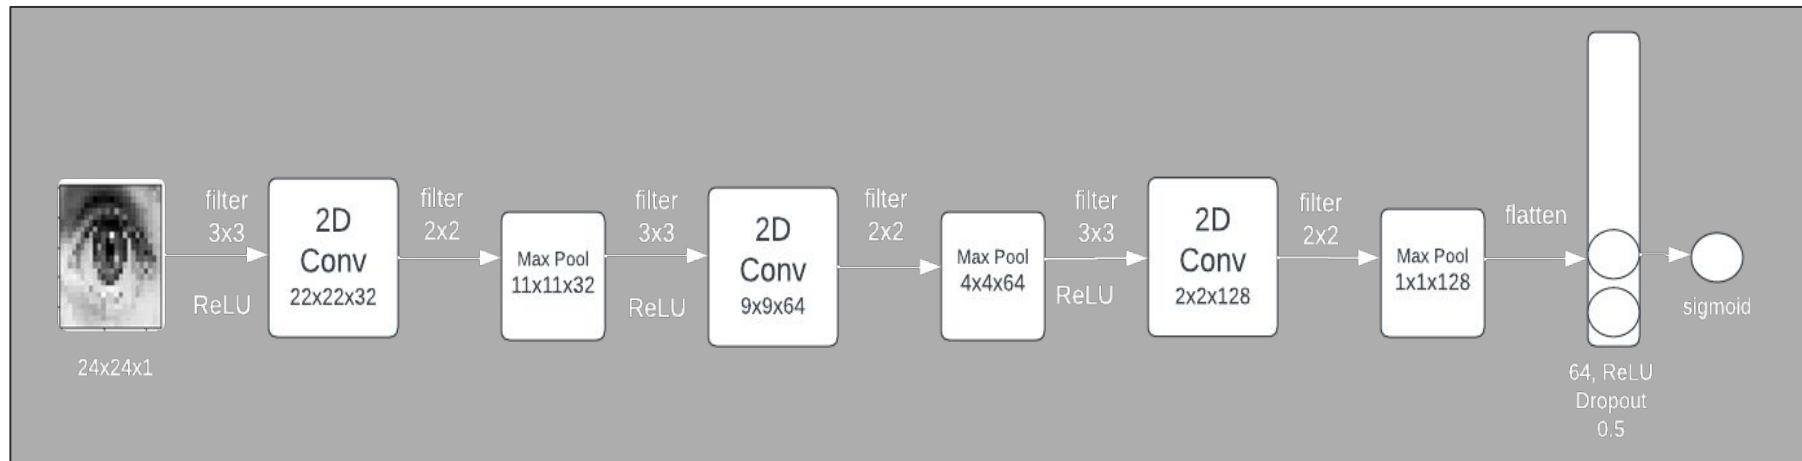 24x24x1
filter
3x3
ReLU
2D
Conv
22x22x32
filter
2x2
Max Pool
11x11x32
filter
3x3
ReLU
2D
Conv
9x9x64
filter
2x2
Max Pool
4x4x64
filter
3x3
ReLU
2D
Conv
2x2x128
filter
2x2
Max Pool
1x1x128
flatten
64, ReLU
Dropout
0.5
sigmoid